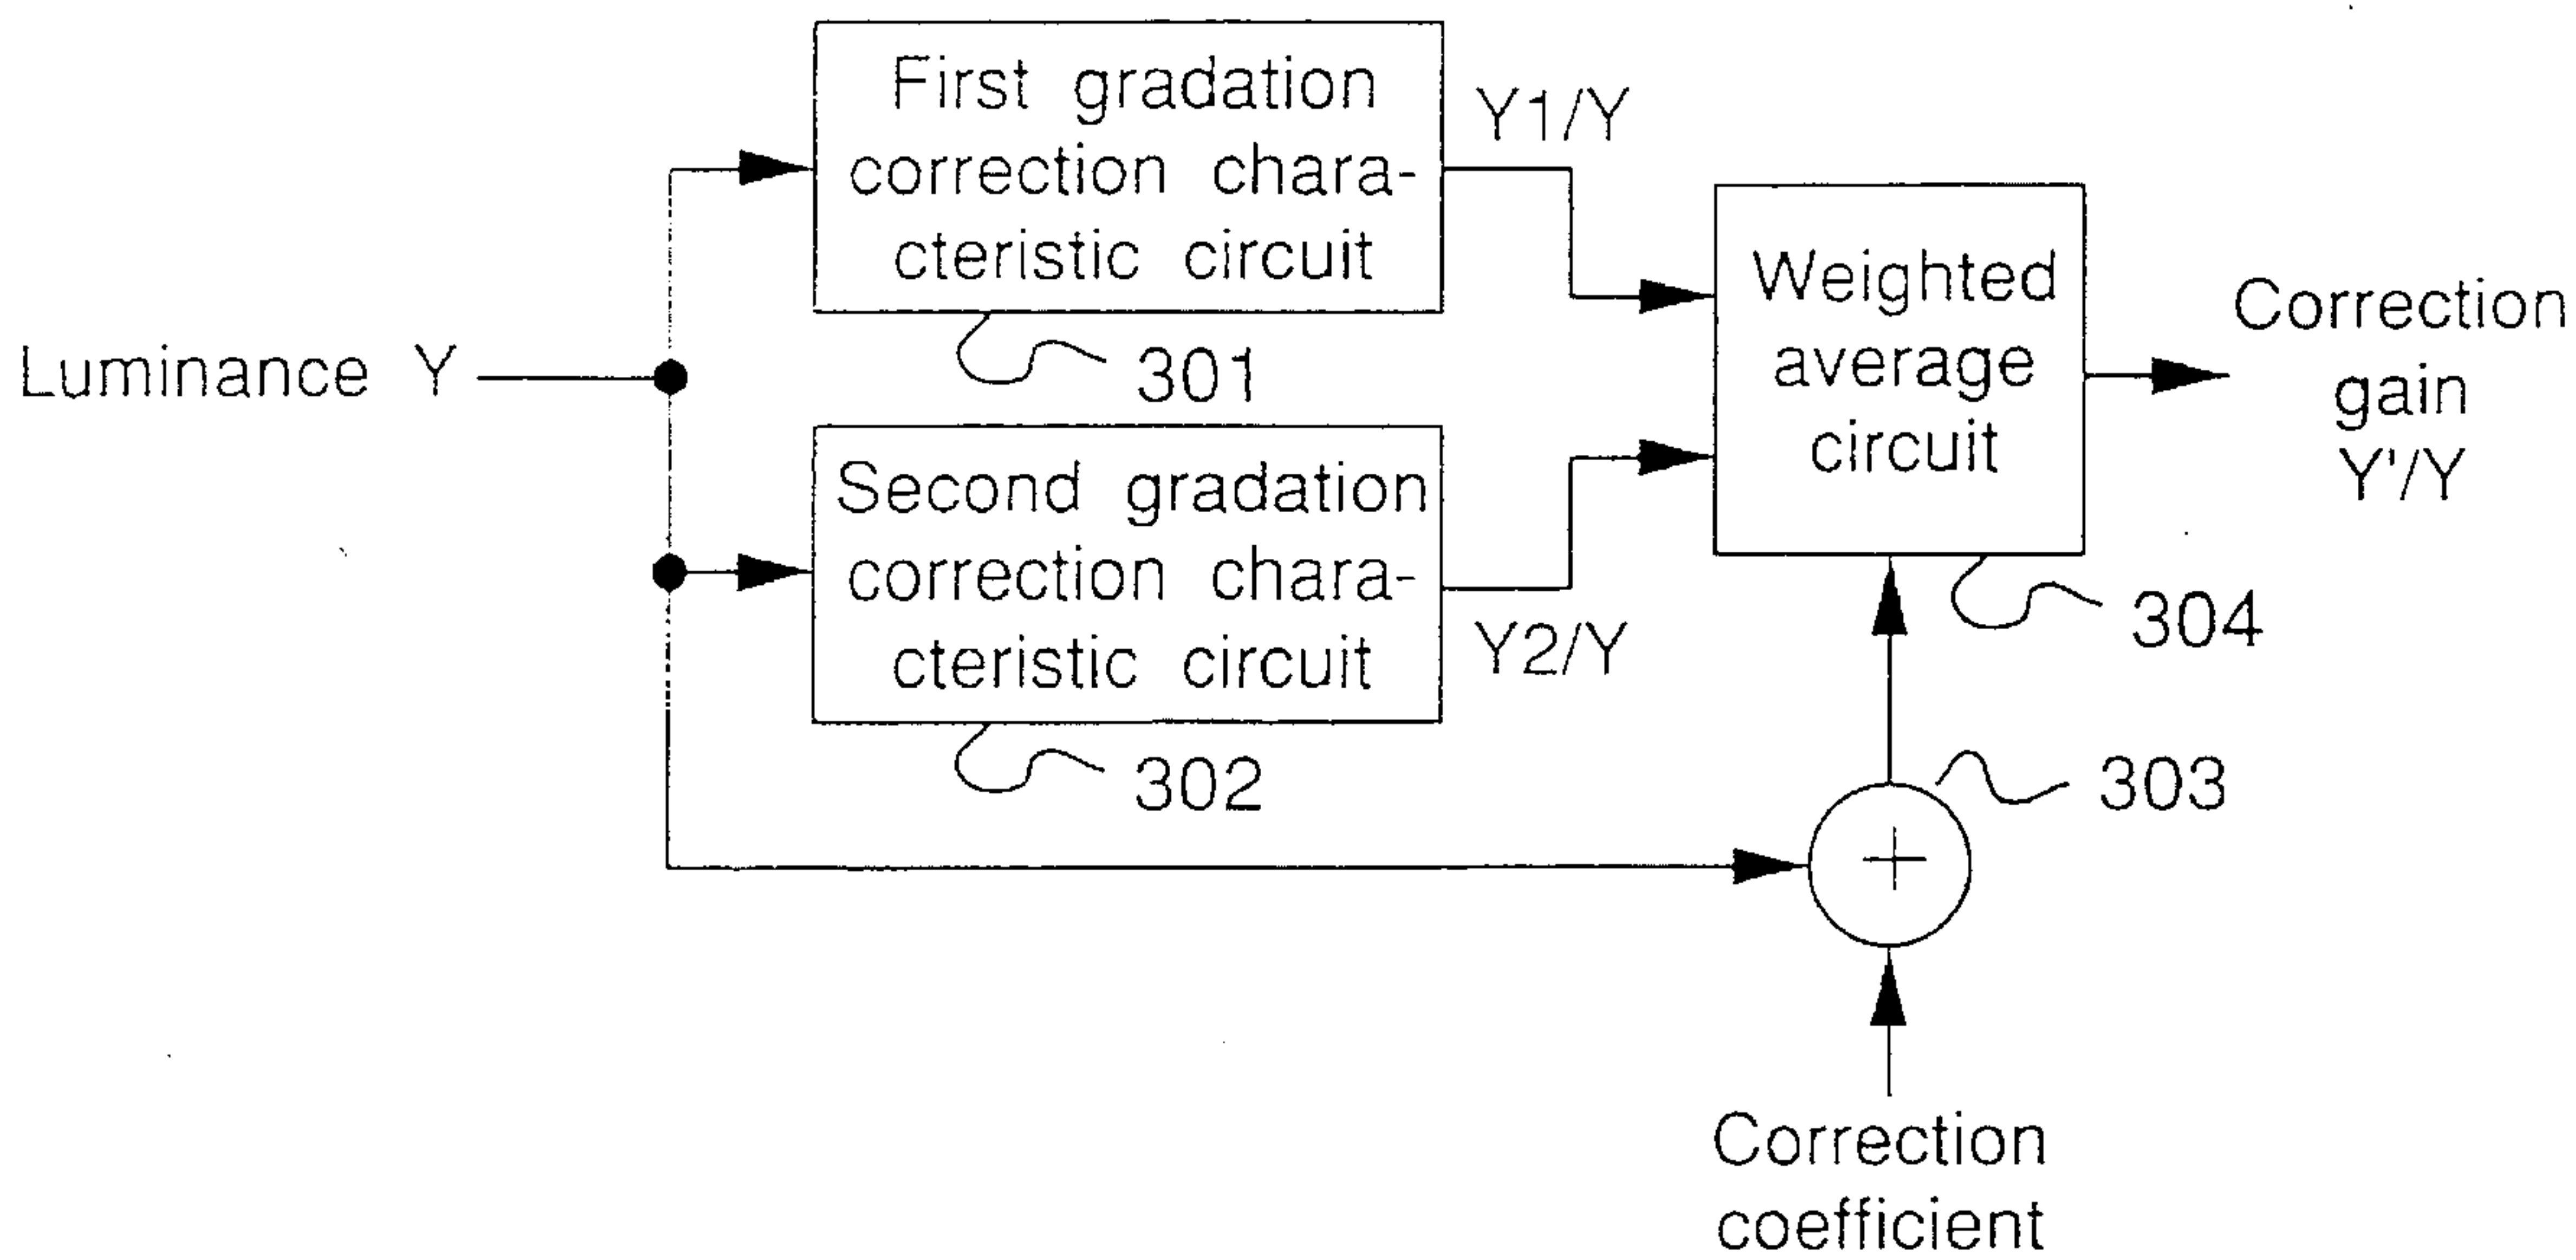 First gradation
correction chara-
cteristic circuit
301
Y1/Y
Luminance Y
Second gradation
correction chara-
cteristic circuit
302
Y2/Y
Weighted
average
circuit
304
Correction
gain
Y'/Y
303
+
Correction
coefficient